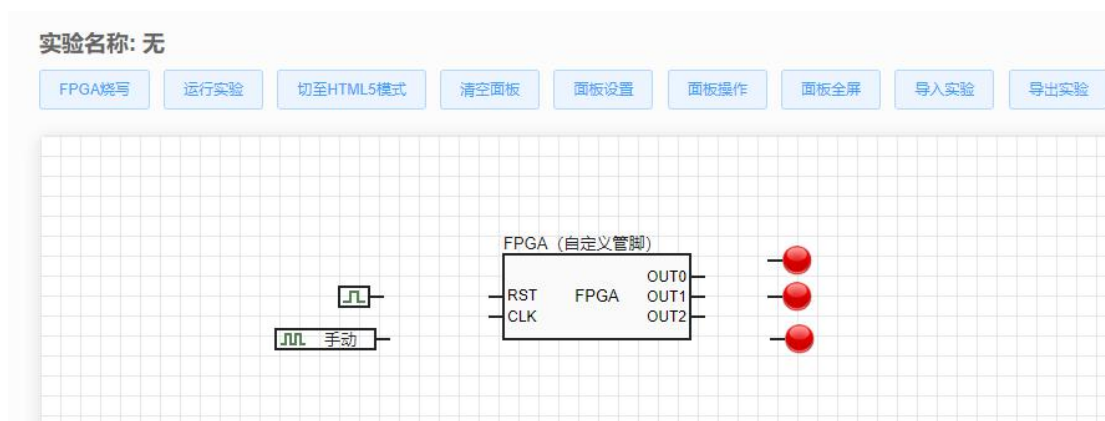 实验名称: 无
FPGA烧写 运行实验 切至HTML5模式 清空面板 面板设置 面板操作 面板全屏 导入实验 导出实验
FPGA（自定义管脚）
OUT0
RST FPGA OUT1
CLK OUT2
手动